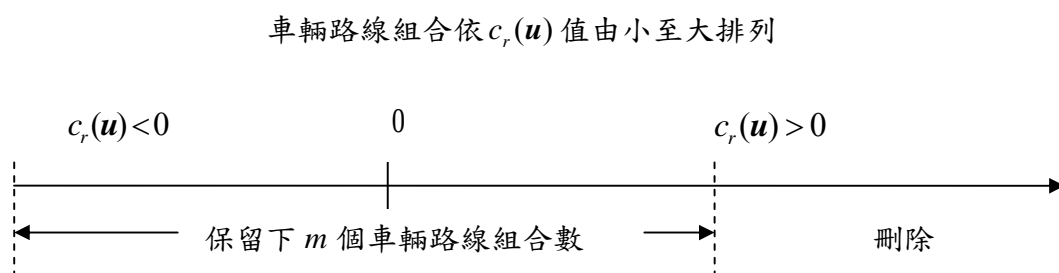 車輛路線組合依 c_r(u) 值由小至大排列
c_r(u)<0 0 c_r(u)>0
保留下 m 個車輛路線組合數 刪除